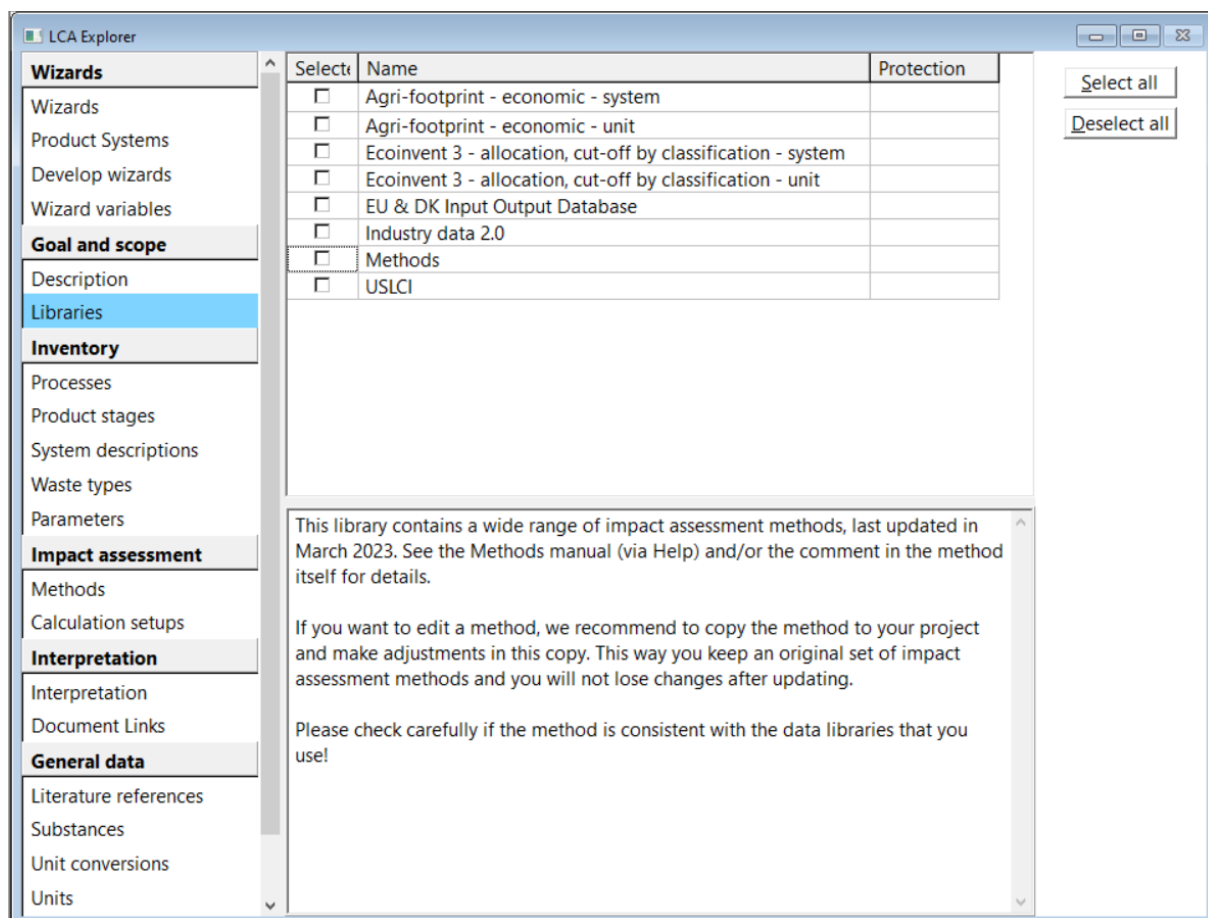 LCA Explorer
Wizards
Wizards
Product Systems
Develop wizards
Wizard variables
Goal and scope
Description
Libraries
Inventory
Processes
Product stages
System descriptions
Waste types
Parameters
Impact assessment
Methods
Calculation setups
Interpretation
Interpretation
Document Links
General data
Literature references
Substances
Unit conversions
Units
Selecte Name Protection
Agri-footprint - economic - system
Agri-footprint - economic - unit
Ecoinvent 3 - allocation, cut-off by classification - system
Ecoinvent 3 - allocation, cut-off by classification - unit
EU & DK Input Output Database
Industry data 2.0
Methods
USLCI
This library contains a wide range of impact assessment methods, last updated in
March 2023. See the Methods manual (via Help) and/or the comment in the method
itself for details.
If you want to edit a method, we recommend to copy the method to your project
and make adjustments in this copy. This way you keep an original set of impact
assessment methods and you will not lose changes after updating.
Please check carefully if the method is consistent with the data libraries that you
use!
Select all
Deselect all